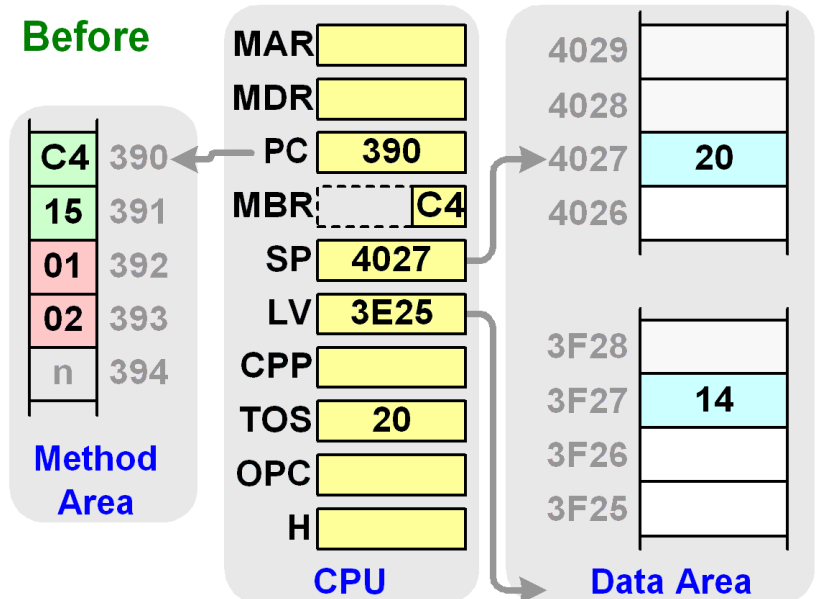 Before
C4 390
15 391
01 392
02 393
n 394
Method
Area
MAR
MDR
PC 390
MBR C4
SP 4027
LV 3E25
CPP
TOS 20
OPC
H
CPU
4029
4028
4027 20
4026
3F28
3F27 14
3F26
3F25
Data Area